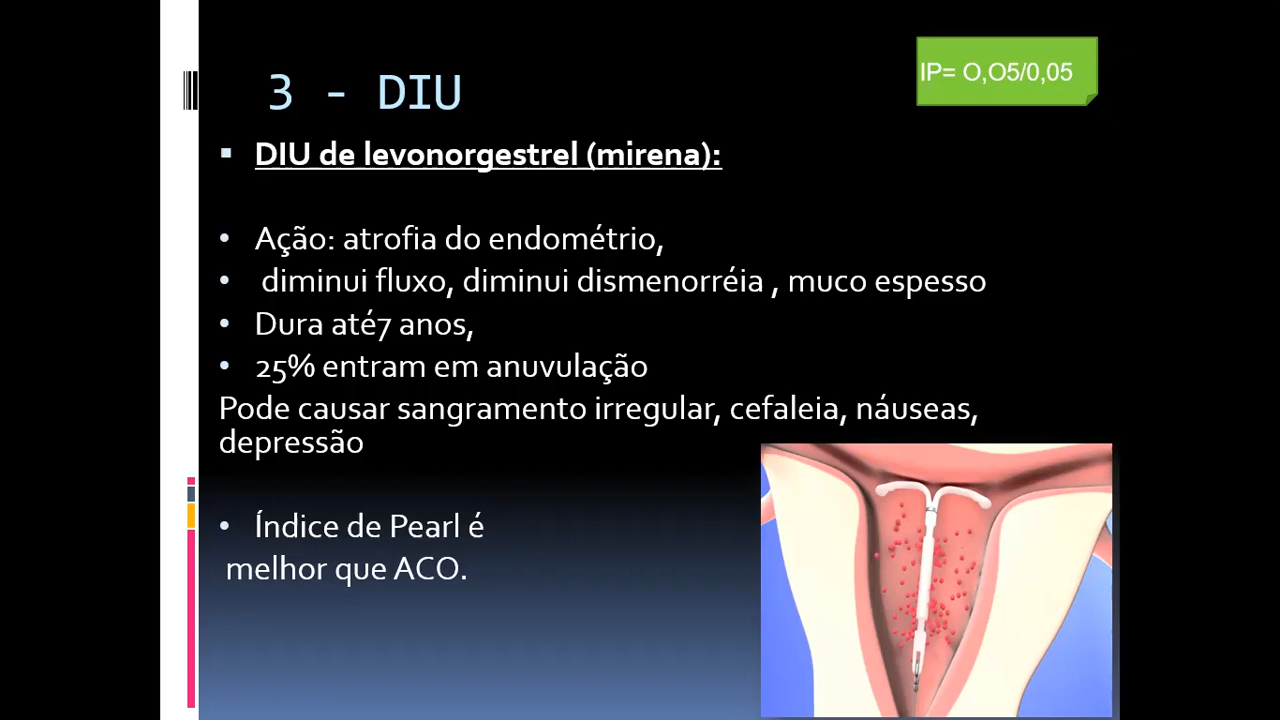 3 - DIU
IP= O,O5/0,05
DIU de levonorgestrel (mirena):
• Ação: atrofia do endométrio,
• diminui fluxo, diminui dismenorréia , muco espesso
• Dura até7 anos,
• 25% entram em anuvulação
Pode causar sangramento irregular, cefaleia, náuseas,
depressão
• Índice de Pearl é
melhor que ACO.